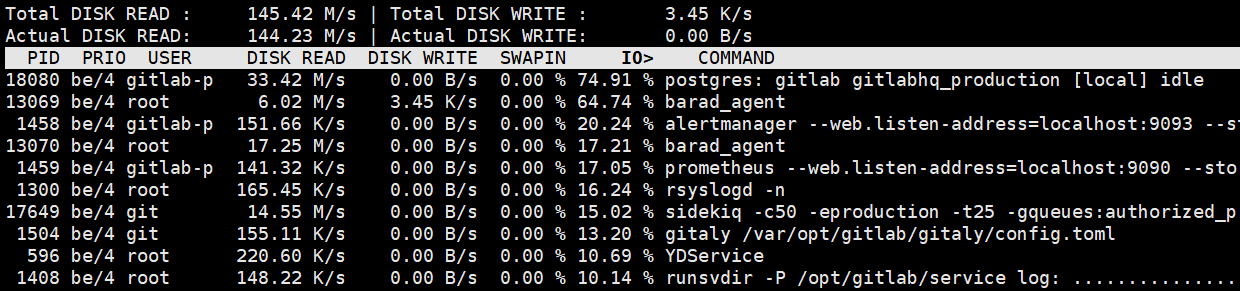 Total DISK READ :     145.42 M/s | Total DISK WRITE :       3.45 K/s
Actual DISK READ:     144.23 M/s | Actual DISK WRITE:       0.00 B/s
  PID  PRIO  USER     DISK READ  DISK WRITE  SWAPIN     IO>    COMMAND
18080 be/4 gitlab-p   33.42 M/s    0.00 B/s  0.00 % 74.91 % postgres: gitlab gitlabhq_production [local] idle
13069 be/4 root        6.02 M/s    3.45 K/s  0.00 % 64.74 % barad_agent
 1458 be/4 gitlab-p  151.66 K/s    0.00 B/s  0.00 % 20.24 % alertmanager --web.listen-address=localhost:9093 --st
13070 be/4 root       17.25 M/s    0.00 B/s  0.00 % 17.21 % barad_agent
 1459 be/4 gitlab-p  141.32 K/s    0.00 B/s  0.00 % 17.05 % prometheus --web.listen-address=localhost:9090 --sto
 1300 be/4 root      165.45 K/s    0.00 B/s  0.00 % 16.24 % rsyslogd -n
17649 be/4 git        14.55 M/s    0.00 B/s  0.00 % 15.02 % sidekiq -c50 -eproduction -t25 -gqueues:authorized_p
 1504 be/4 git       155.11 K/s    0.00 B/s  0.00 % 13.20 % gitaly /var/opt/gitlab/gitaly/config.toml
  596 be/4 root      220.60 K/s    0.00 B/s  0.00 % 10.69 % YDService
 1408 be/4 root      148.22 K/s    0.00 B/s  0.00 % 10.14 % runsvdir -P /opt/gitlab/service log: ...............